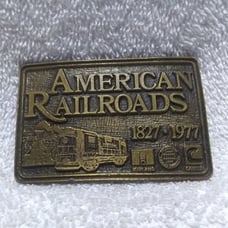 AMERICAN
RAILROADS
1827 • 1977